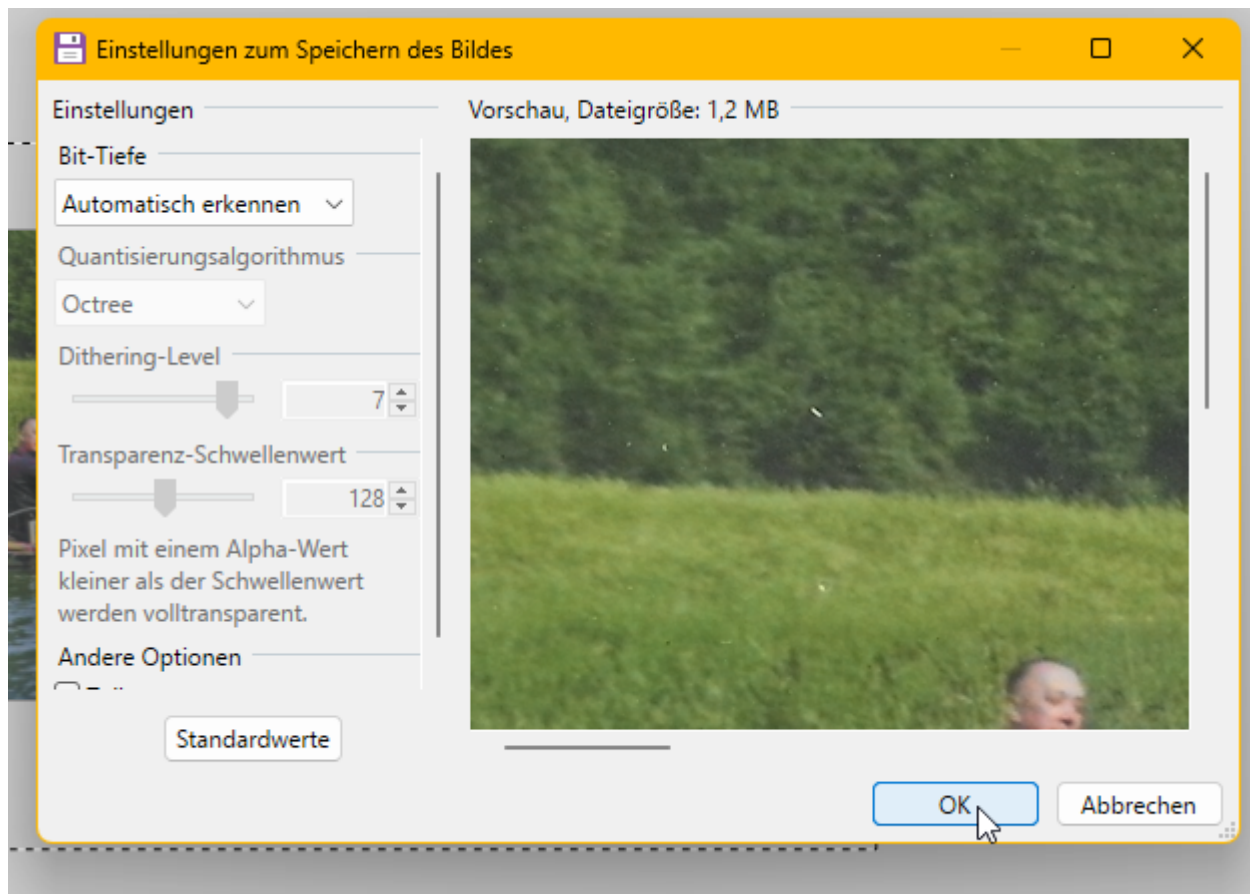 Einstellungen zum Speichern des Bildes
Einstellungen
Bit-Tiefe
Automatisch erkennen
Quantisierungsalgorithmus
Octree
Dithering-Level
7
Transparenz-Schwellenwert
128
Pixel mit einem Alpha-Wert
kleiner als der Schwellenwert
werden volltransparent.
Andere Optionen
Standardwerte
Vorschau, Dateigröße: 1,2 MB
OK
Abbrechen